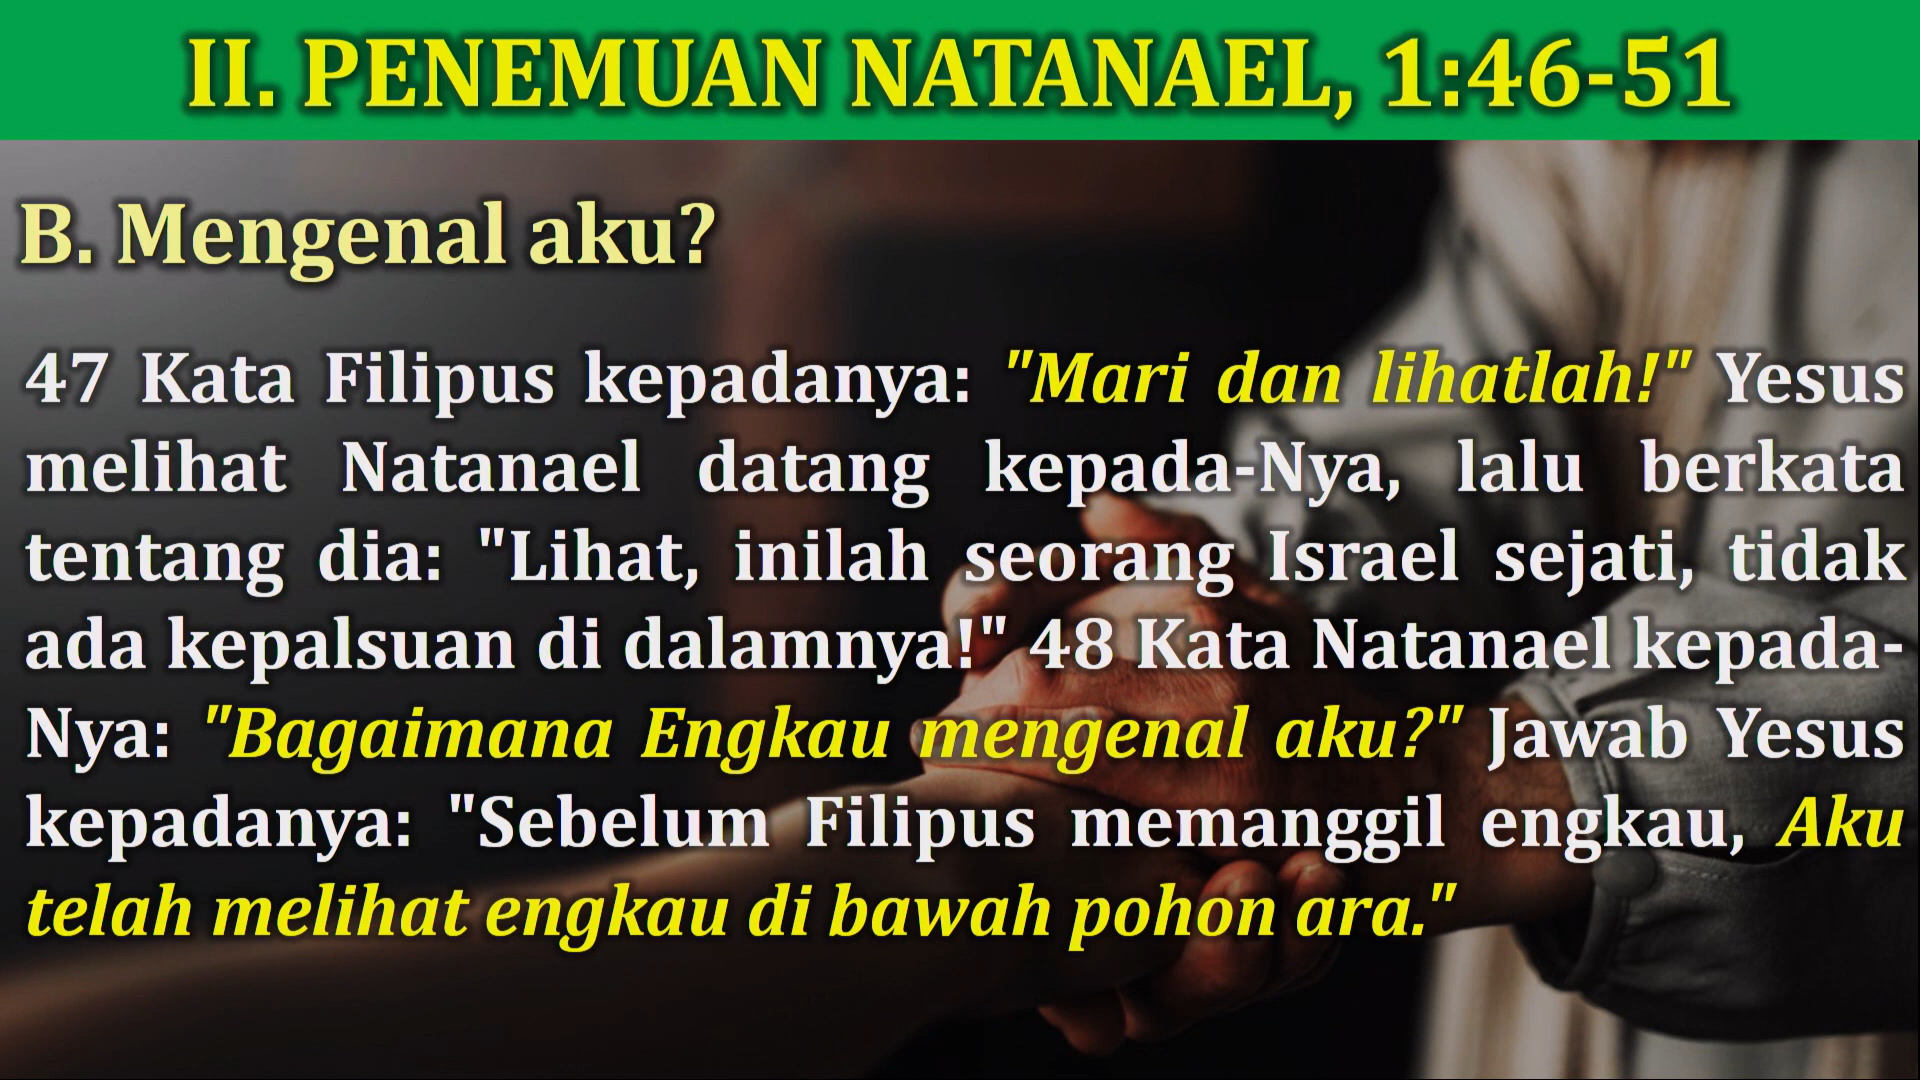 II. PENEMUAN NATANAEL, 1:46-51
B. Mengenal aku?
47 Kata Filipus kepadanya: "Mari dan lihatlah!" Yesus
melihat Natanael datang kepada-Nya, lalu berkata
tentang dia: "Lihat, inilah seorang Israel sejati, tidak
ada kepalsuan di dalamnya!" 48 Kata Natanael kepada-
Nya: "Bagaimana Engkau mengenal aku?" Jawab Yesus
kepadanya: "Sebelum Filipus memanggil engkau, Aku
telah melihat engkau di bawah pohon ara."